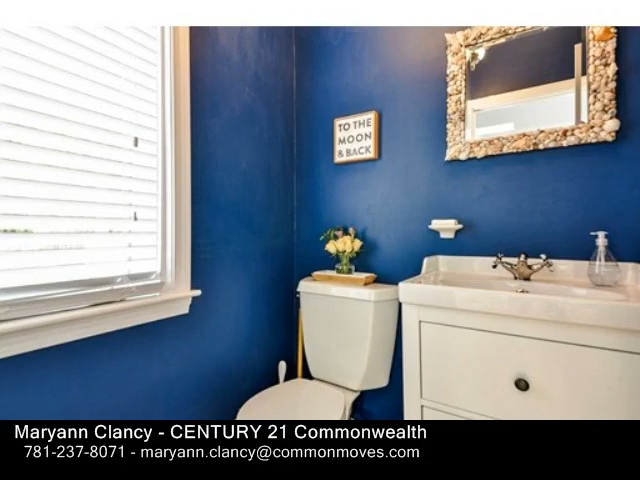 TO THE
MOON
& BACK
Maryann Clancy - CENTURY 21 Commonwealth
781-237-8071 - maryann.clancy@commonmoves.com